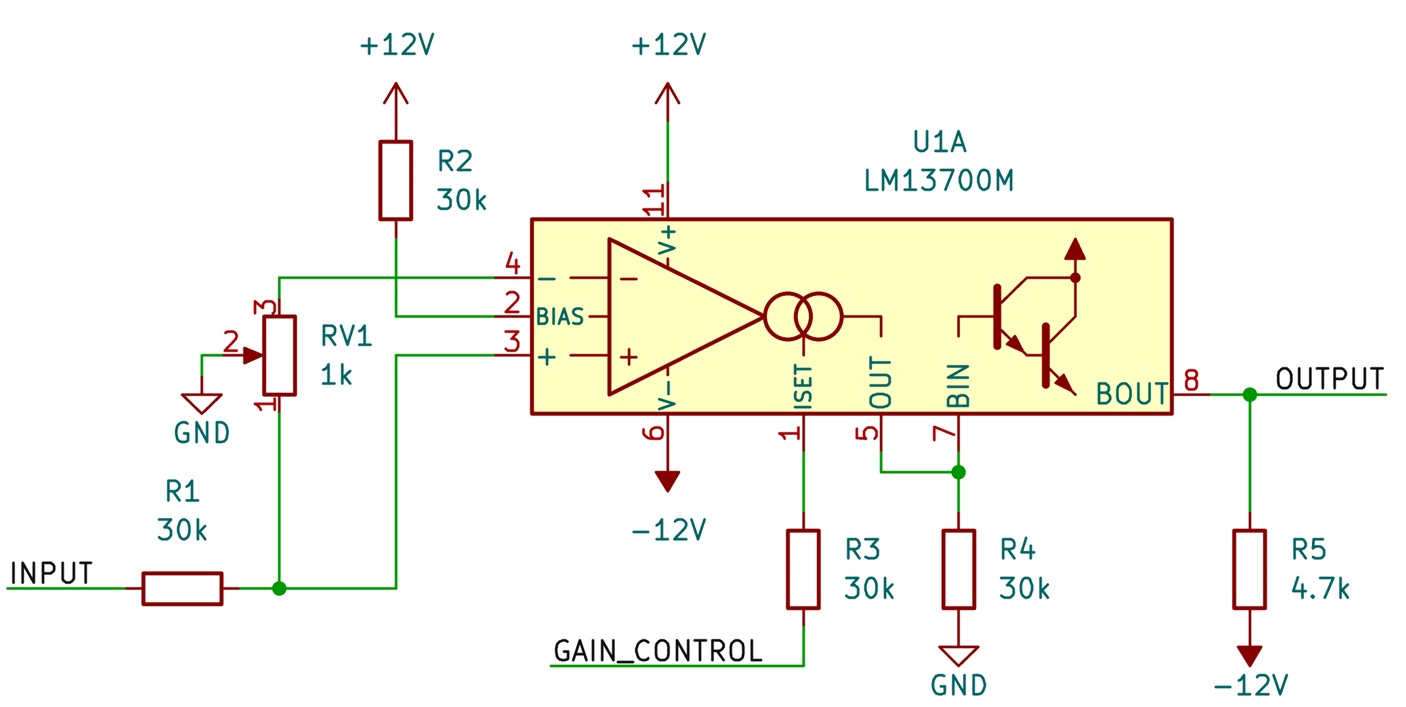 +12V
+12V
U1A
LM13700M
R2
30k
11
V+
4
−
−
3
2
BIAS
2
RV1
1k
3
+
+
1
GND
V−
ISET
OUT
BIN
BOUT
8
OUTPUT
6
1
5
7
R1
30k
−12V
INPUT
R3
30k
R4
30k
R5
4.7k
GAIN_CONTROL
GND
−12V